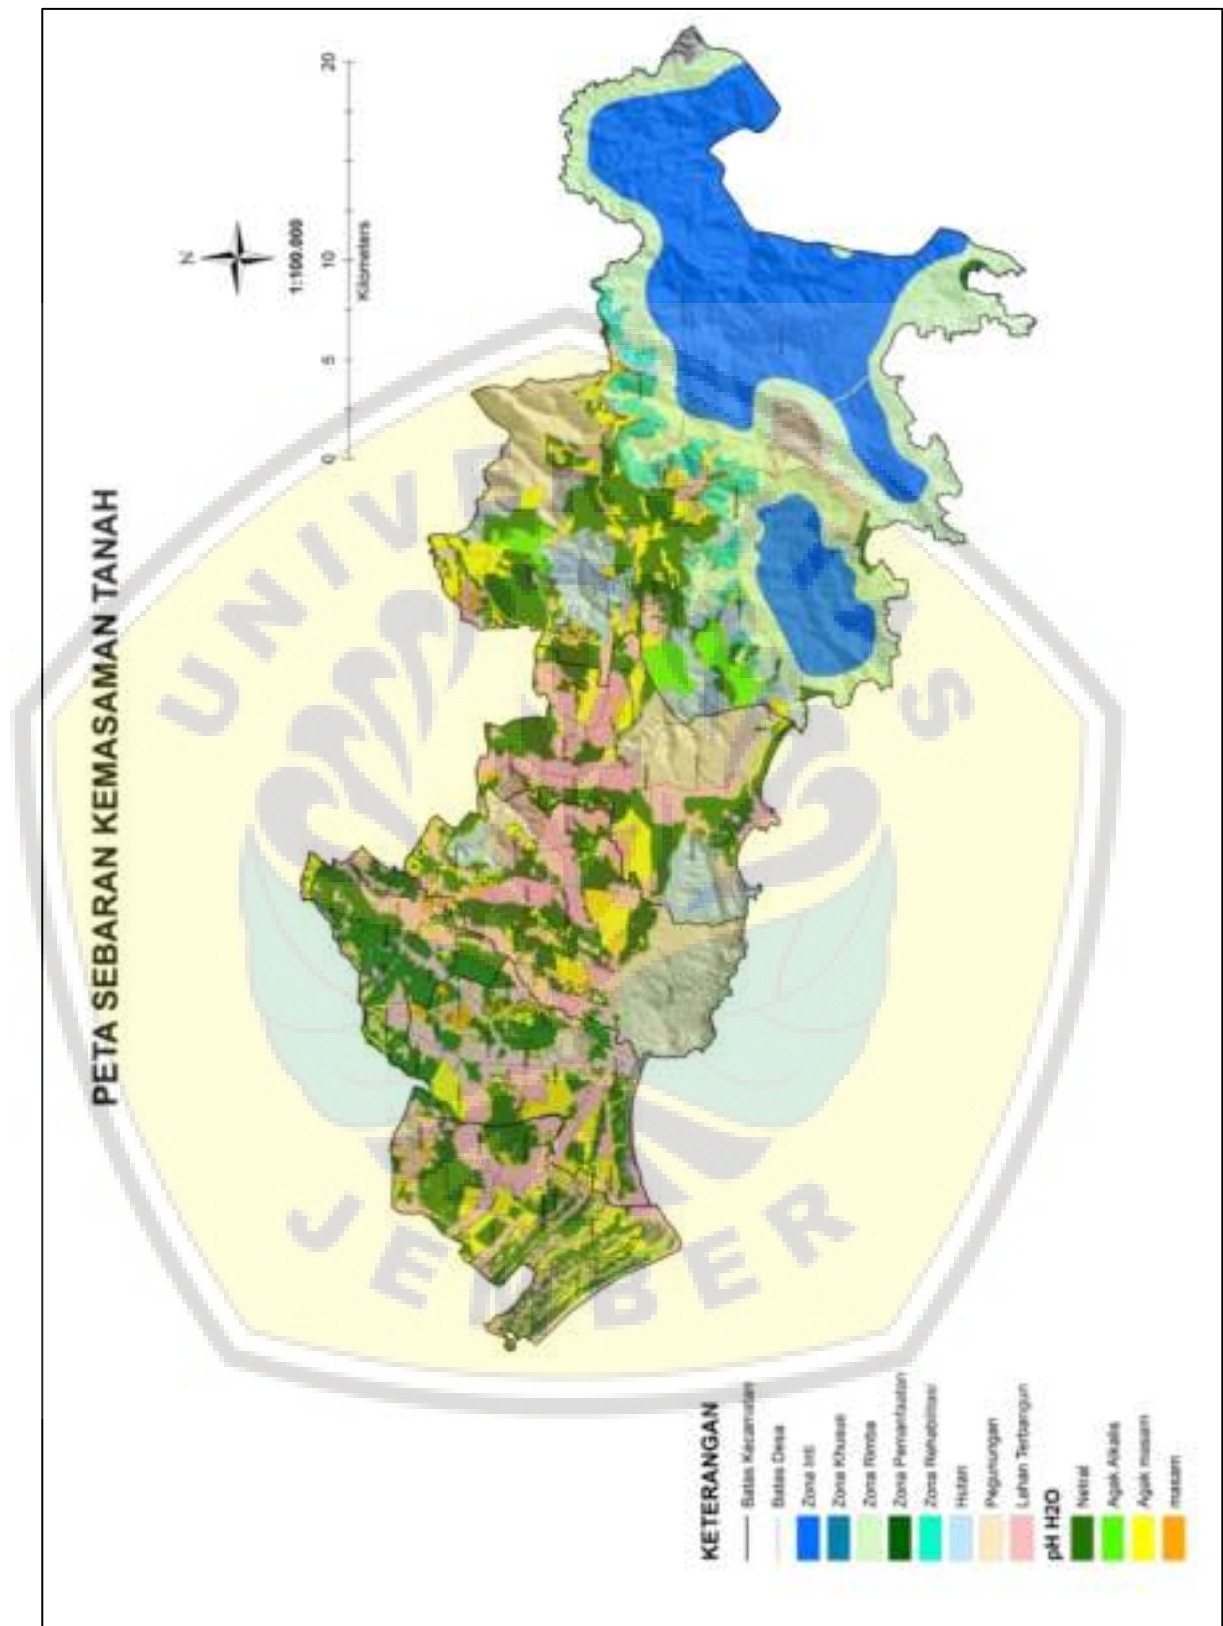 PETA SEBARAN KEMASAMAN TANAH
N
1:100.000
0 5 10 20
Kilometers
KETERANGAN
Batas Kecamatan
Batas Desa
Zona Inti
Zona Khusus
Zona Rimba
Zona Pemanfaatan
Zona Rehabilitasi
Hutan
Pegunungan
Lahan Terbangun
pH H2O
Netral
Agak Alkalis
Agak masam
masam
JEMBER